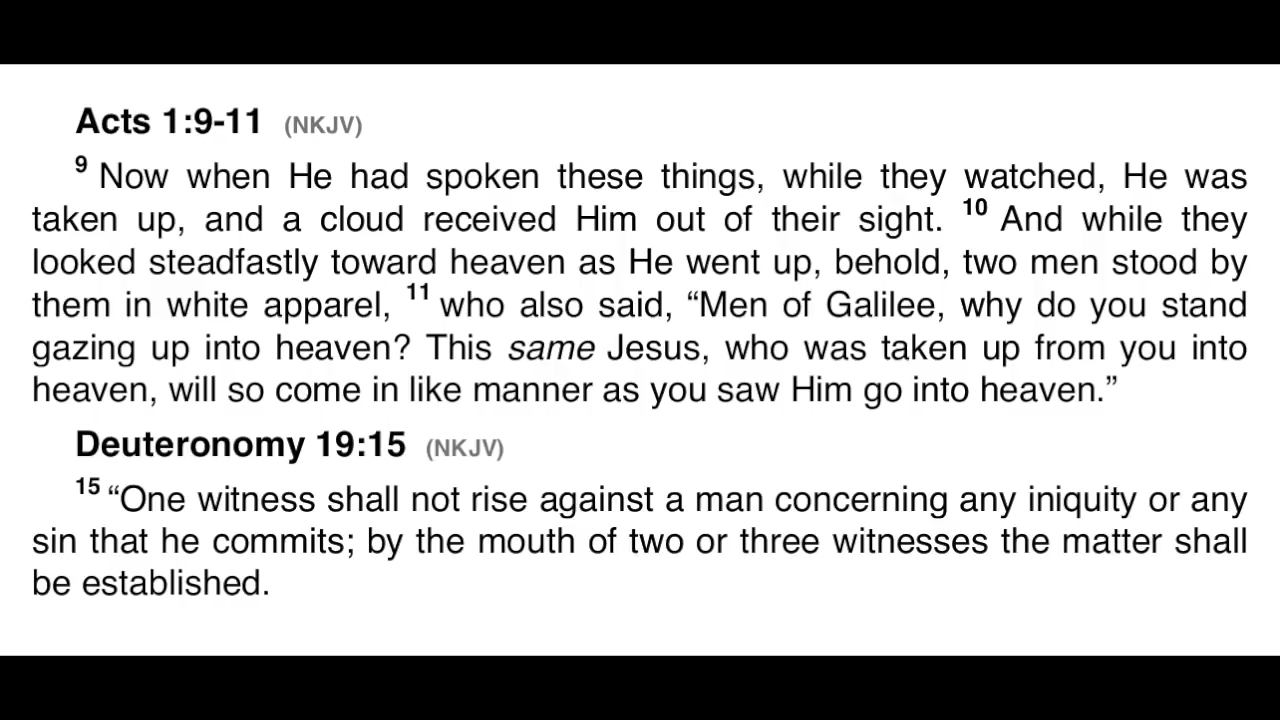 Acts 1:9-11 (NKJV)
9 Now when He had spoken these things, while they watched, He was
taken up, and a cloud received Him out of their sight. 10 And while they
looked steadfastly toward heaven as He went up, behold, two men stood by
them in white apparel, 11 who also said, “Men of Galilee, why do you stand
gazing up into heaven? This same Jesus, who was taken up from you into
heaven, will so come in like manner as you saw Him go into heaven.”
Deuteronomy 19:15 (NKJV)
15 “One witness shall not rise against a man concerning any iniquity or any
sin that he commits; by the mouth of two or three witnesses the matter shall
be established.